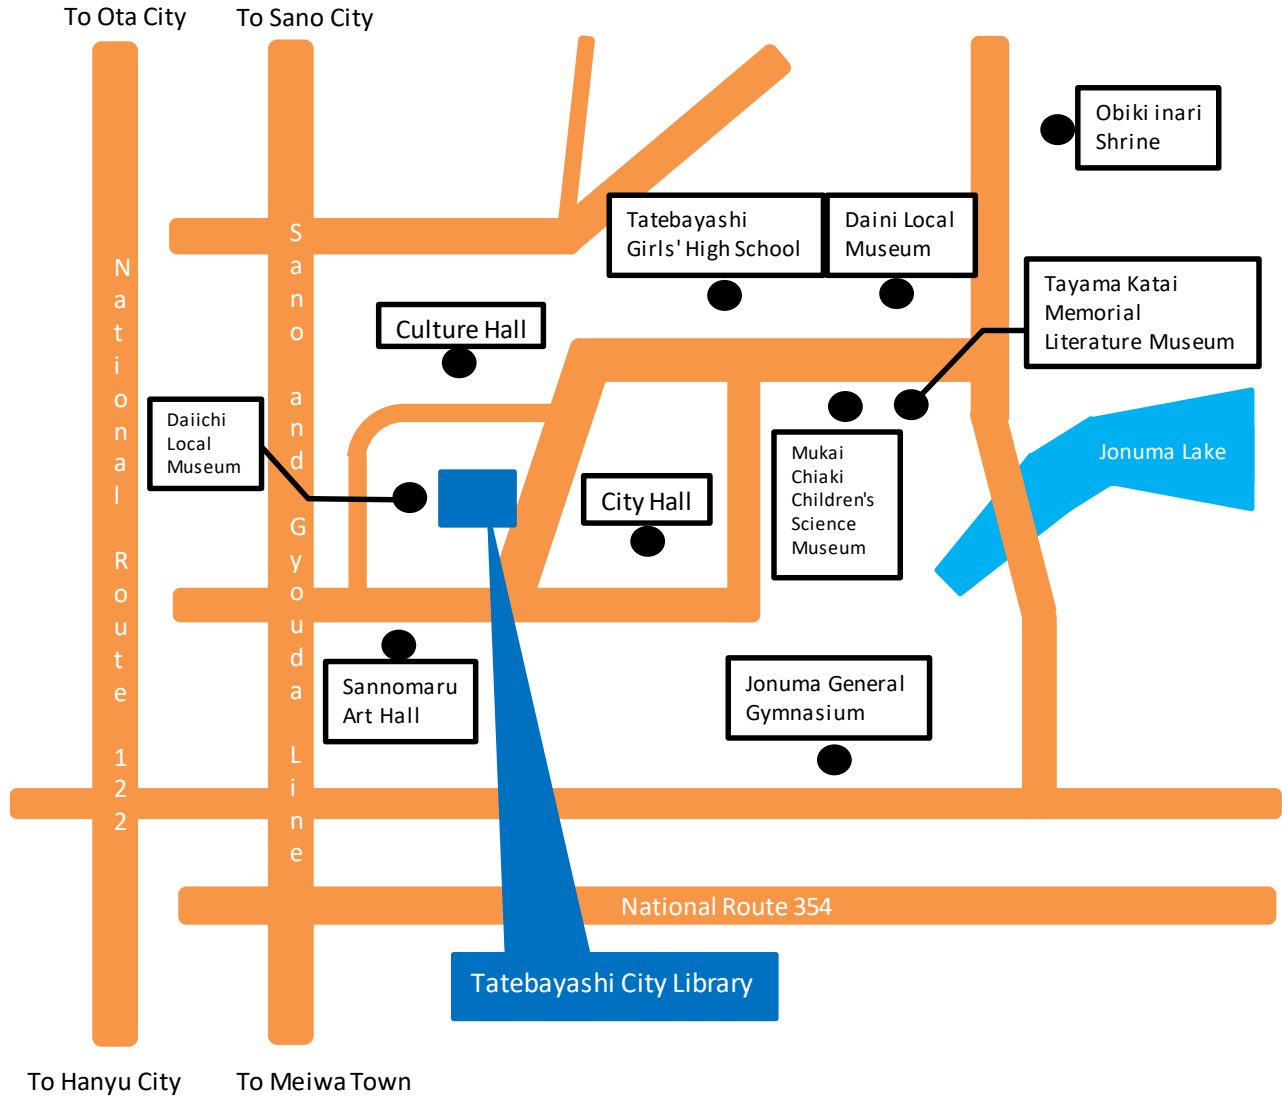 To Ota City
To Sano City
Obiki inari
Shrine
Tatebayashi
Girls' High School
Daini Local
Museum
Tayama Katai
Memorial
Literature Museum
Culture Hall
National Route 122
Sano and Gyouda Line
Daiichi
Local
Museum
Jonuma Lake
City Hall
Mukai
Chiaki
Children's
Science
Museum
Sannomaru
Art Hall
Jonuma General
Gymnasium
National Route 354
Tatebayashi City Library
To Hanyu City
To Meiwa Town